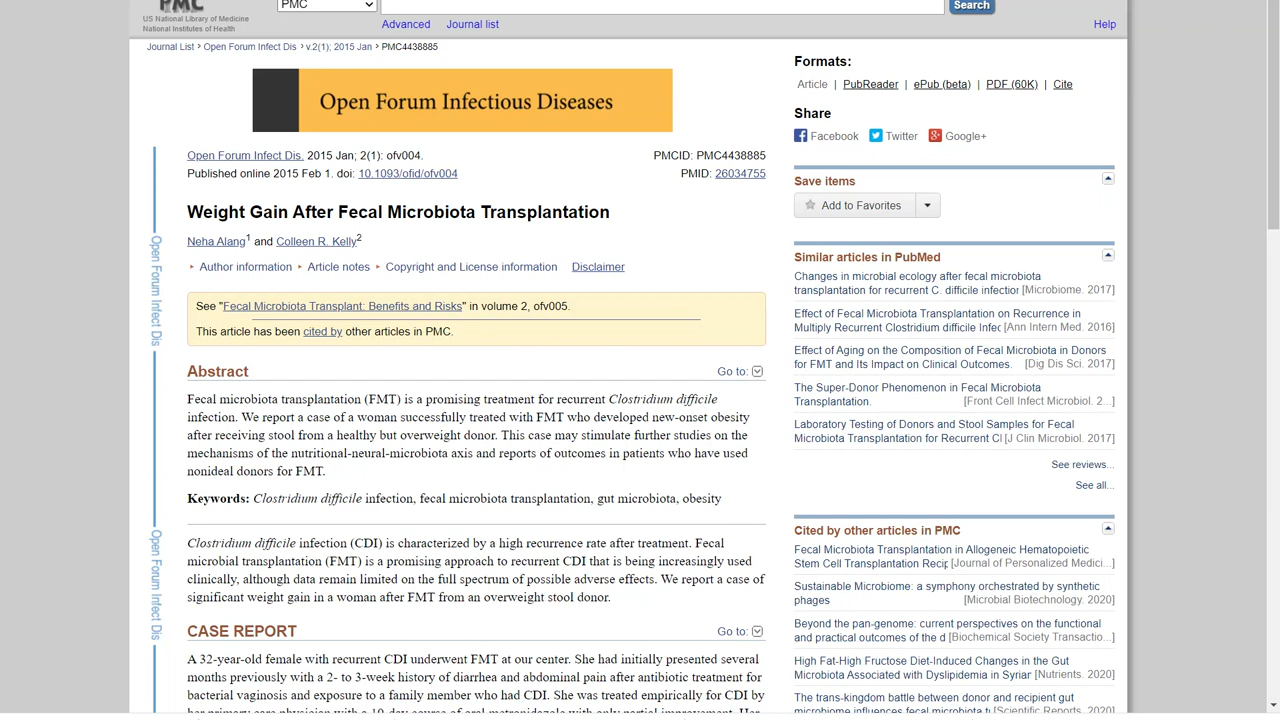 PMC
PMC
Search
US National Library of Medicine
National Institutes of Health
Advanced Journal list
Help
Journal List > Open Forum Infect Dis > v.2(1); 2015 Jan > PMC4438885
Open Forum Infectious Diseases
Open Forum Infect Dis. 2015 Jan; 2(1): ofv004.
PMCID: PMC4438885
Published online 2015 Feb 1. doi: 10.1093/ofid/ofv004
PMID: 26034755
Weight Gain After Fecal Microbiota Transplantation
Neha Alang1 and Colleen R. Kelly2
Author information Article notes Copyright and License information Disclaimer
See "Fecal Microbiota Transplant: Benefits and Risks" in volume 2, ofv005.
This article has been cited by other articles in PMC.
Abstract
Go to:
Fecal microbiota transplantation (FMT) is a promising treatment for recurrent Clostridium difficile
infection. We report a case of a woman successfully treated with FMT who developed new-onset obesity
after receiving stool from a healthy but overweight donor. This case may stimulate further studies on the
mechanisms of the nutritional-neural-microbiota axis and reports of outcomes in patients who have used
nonideal donors for FMT.
Keywords: Clostridium difficile infection, fecal microbiota transplantation, gut microbiota, obesity
Clostridium difficile infection (CDI) is characterized by a high recurrence rate after treatment. Fecal
microbial transplantation (FMT) is a promising approach to recurrent CDI that is being increasingly used
clinically, although data remain limited on the full spectrum of possible adverse effects. We report a case of
significant weight gain in a woman after FMT from an overweight stool donor.
CASE REPORT
Go to:
A 32-year-old female with recurrent CDI underwent FMT at our center. She had initially presented several
months previously with a 2- to 3-week history of diarrhea and abdominal pain after antibiotic treatment for
bacterial vaginosis and exposure to a family member who had CDI. She was treated empirically for CDI by
her primary care physician with a 10-day course of oral metronidazole with only partial improvement. Her
Open Forum Infect Dis
Open Forum Infect Dis
Formats:
Article | PubReader | ePub (beta) | PDF (60K) | Cite
Share
Facebook Twitter Google+
Save items
Add to Favorites
Similar articles in PubMed
Changes in microbial ecology after fecal microbiota
transplantation for recurrent C. difficile infection [Microbiome. 2017]
Effect of Fecal Microbiota Transplantation on Recurrence in
Multiply Recurrent Clostridium difficile Infec [Ann Intern Med. 2016]
Effect of Aging on the Composition of Fecal Microbiota in Donors
for FMT and Its Impact on Clinical Outcomes. [Dig Dis Sci. 2017]
The Super-Donor Phenomenon in Fecal Microbiota
Transplantation. [Front Cell Infect Microbiol. 2...]
Laboratory Testing of Donors and Stool Samples for Fecal
Microbiota Transplantation for Recurrent Cl [J Clin Microbiol. 2017]
See reviews...
See all...
Cited by other articles in PMC
Fecal Microbiota Transplantation in Allogeneic Hematopoietic
Stem Cell Transplantation Recip [Journal of Personalized Medici...]
Sustainable Microbiome: a symphony orchestrated by synthetic
phages [Microbial Biotechnology. 2020]
Beyond the pan-genome: current perspectives on the functional
and practical outcomes of the d [Biochemical Society Transactio...]
High Fat-High Fructose Diet-Induced Changes in the Gut
Microbiota Associated with Dyslipidemia in Syrian [Nutrients. 2020]
The trans-kingdom battle between donor and recipient gut
microbiome influences fecal microbiota t [Scientific Reports. 2020]